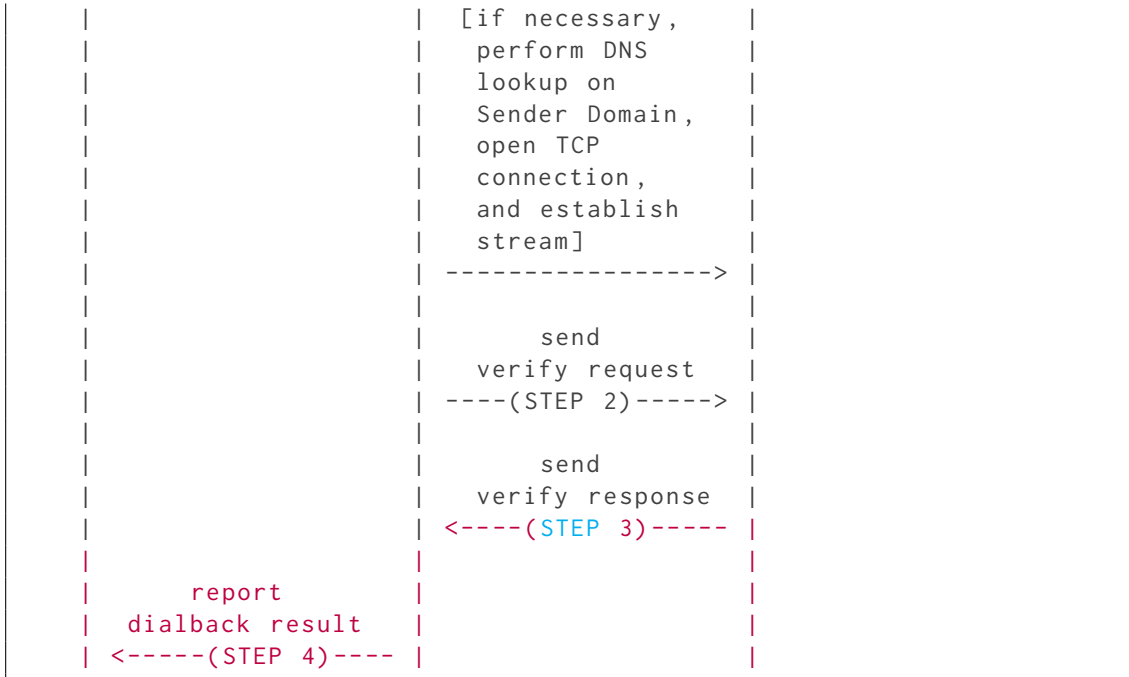 |                    |  [if necessary,   |
|                    |   perform DNS     |
|                    |   lookup on       |
|                    |   Sender Domain,  |
|                    |   open TCP        |
|                    |   connection,     |
|                    |   and establish   |
|                    |   stream]         |
|                    | -----------------> |
|                    |                   |
|                    |       send        |
|                    |   verify request  |
|                    | ----(STEP 2)-----> |
|                    |                   |
|                    |       send        |
|                    |   verify response |
|                    | <----(STEP 3)----- |
|                    |                   |
|      report        |                   |
|  dialback result   |                   |
| <-----(STEP 4)---- |                   |